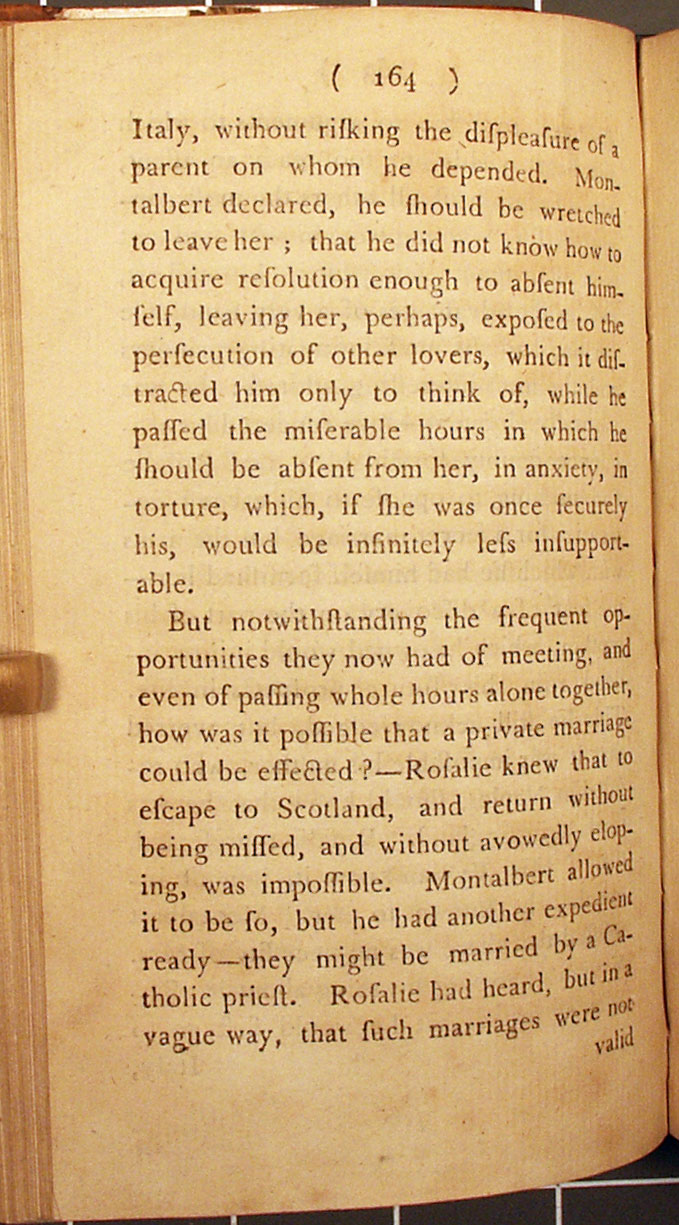 ( 164 )
Italy, without riſking the diſpleaſure of a
parent on whom he depended. Mon-
talbert declared, he ſhould be wretched
to leave her ; that he did not know how to
acquire reſolution enough to abſent him-
ſelf, leaving her, perhaps, expoſed to the
perſecution of other lovers, which it diſ-
tracted him only to think of, while he
paſſed the miſerable hours in which he
ſhould be abſent from her, in anxiety, in
torture, which, if ſhe was once ſecurely
his, would be infinitely leſs inſupport-
able.
But notwithſtanding the frequent op-
portunities they now had of meeting, and
even of paſſing whole hours alone together,
how was it poſſible that a private marriage
could be effected ?—Roſalie knew that to
eſcape to Scotland, and return without
being miſſed, and without avowedly elop-
ing, was impoſſible. Montalbert allowed
it to be ſo, but he had another expedient
ready—they might be married by a Ca-
tholic prieſt. Roſalie had heard, but in a
vague way, that ſuch marriages were not
valid